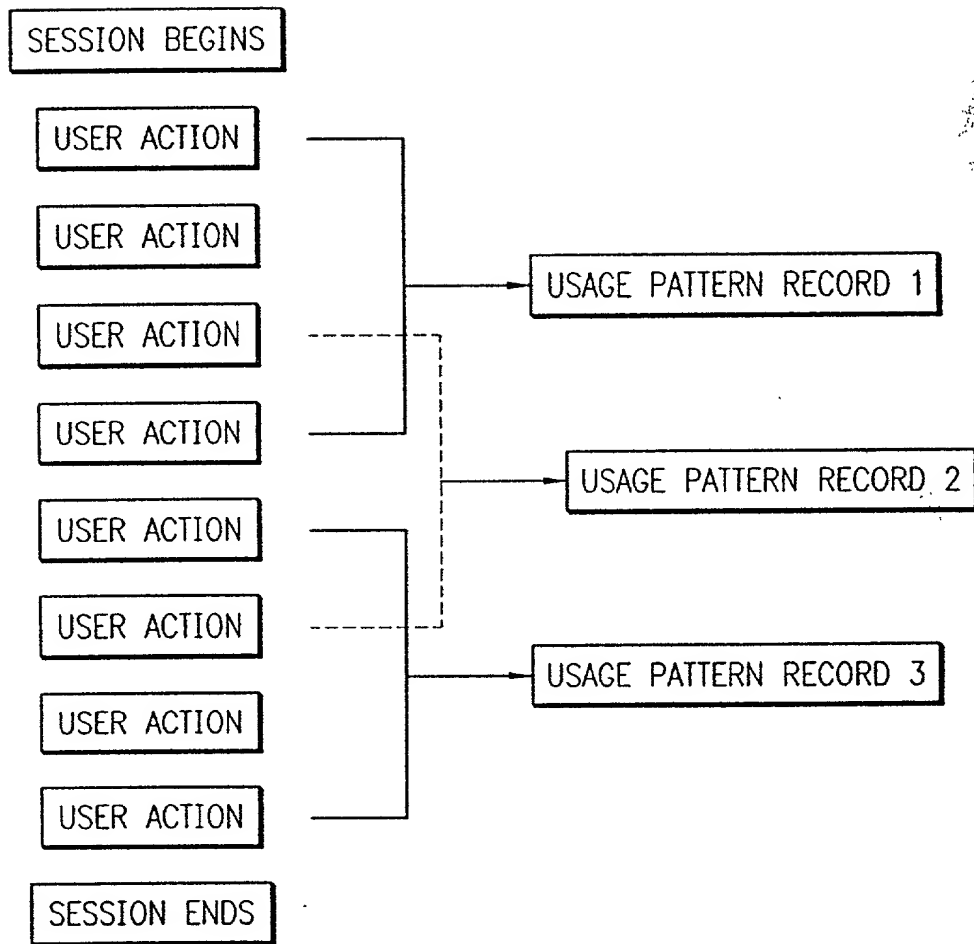 SESSION BEGINS
USER ACTION
USER ACTION
USER ACTION
USER ACTION
USER ACTION
USER ACTION
USER ACTION
USER ACTION
SESSION ENDS
USAGE PATTERN RECORD 1
USAGE PATTERN RECORD 2
USAGE PATTERN RECORD 3